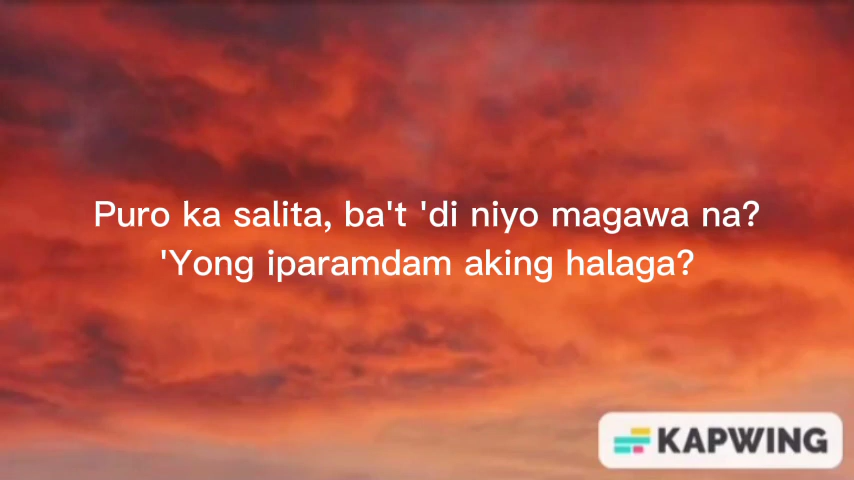 Puro ka salita, ba't 'di niyo magawa na?
'Yong iparamdam aking halaga?
KAPWING